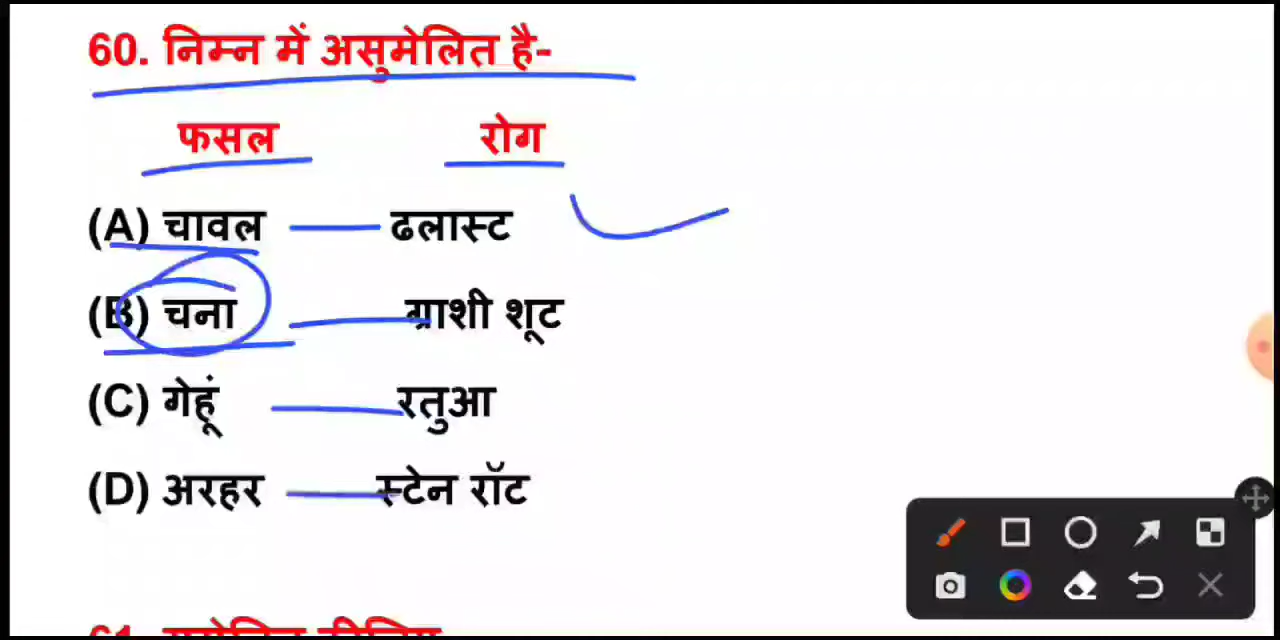 60. निम्न में असुमेलित है-
फसल रोग
(A) चावल ढलास्ट
(B) चना ग्राशी शूट
(C) गेहूं रतुआ
(D) अरहर स्टेन रॉट